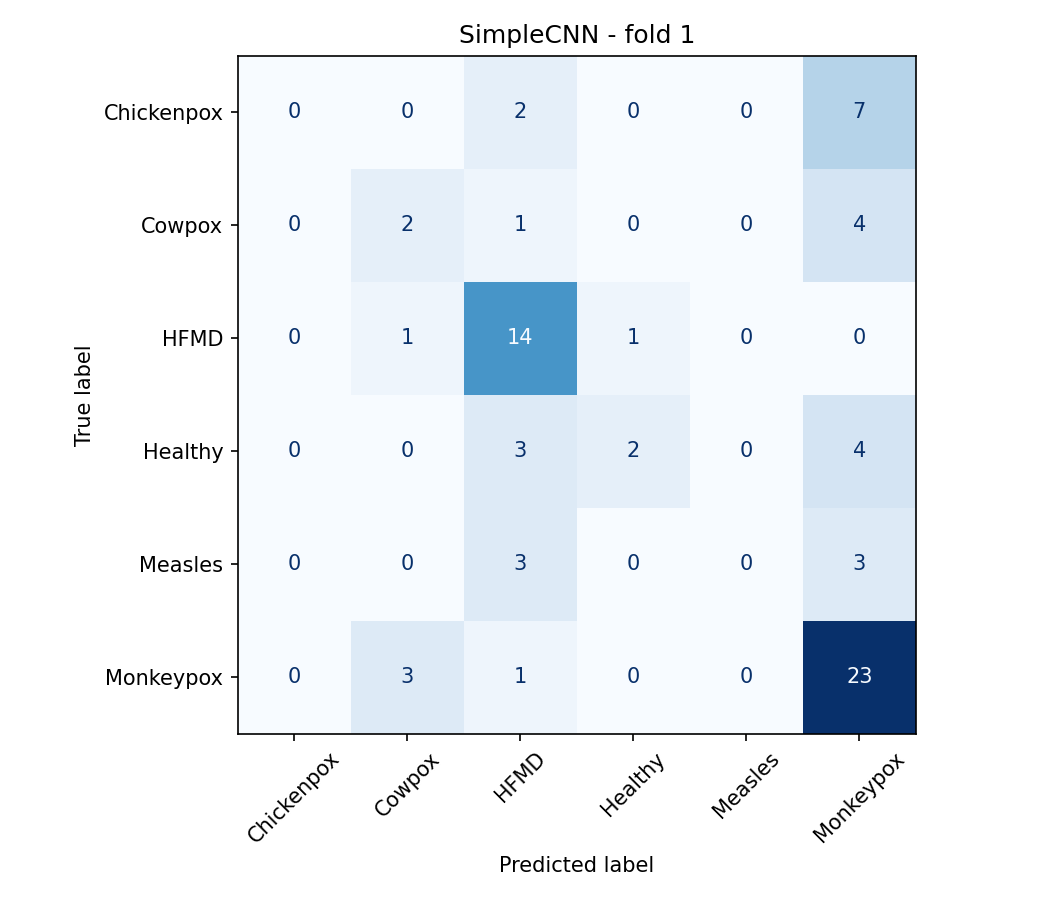 SimpleCNN - fold 1
Chickenpox 0 0 2 0 0 7
Cowpox 0 2 1 0 0 4
HFMD 0 1 14 1 0 0
Healthy 0 0 3 2 0 4
Measles 0 0 3 0 0 3
Monkeypox 0 3 1 0 0 23
True label
Chickenpox Cowpox HFMD Healthy Measles Monkeypox
Predicted label